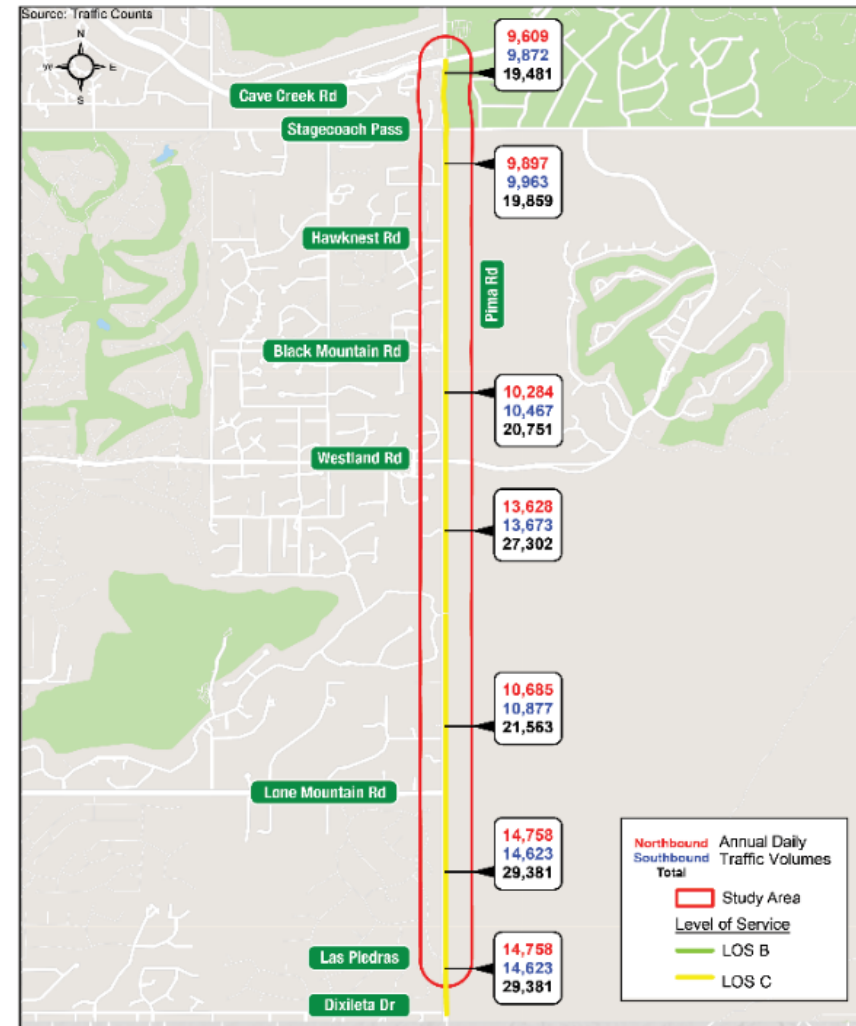 Source: Traffic Counts
N
W
E
S
9,609
9,872
19,481
Cave Creek Rd
Stagecoach Pass
9,897
9,963
19,859
Hawknest Rd
Pima Rd
Black Mountain Rd
10,284
10,467
20,751
Westland Rd
13,628
13,673
27,302
10,685
10,877
21,563
Lone Mountain Rd
14,758
14,623
29,381
Las Piedras
14,758
14,623
29,381
Dixileta Dr
Northbound Annual Daily
Southbound Traffic Volumes
Total
Study Area
Level of Service
LOS B
LOS C